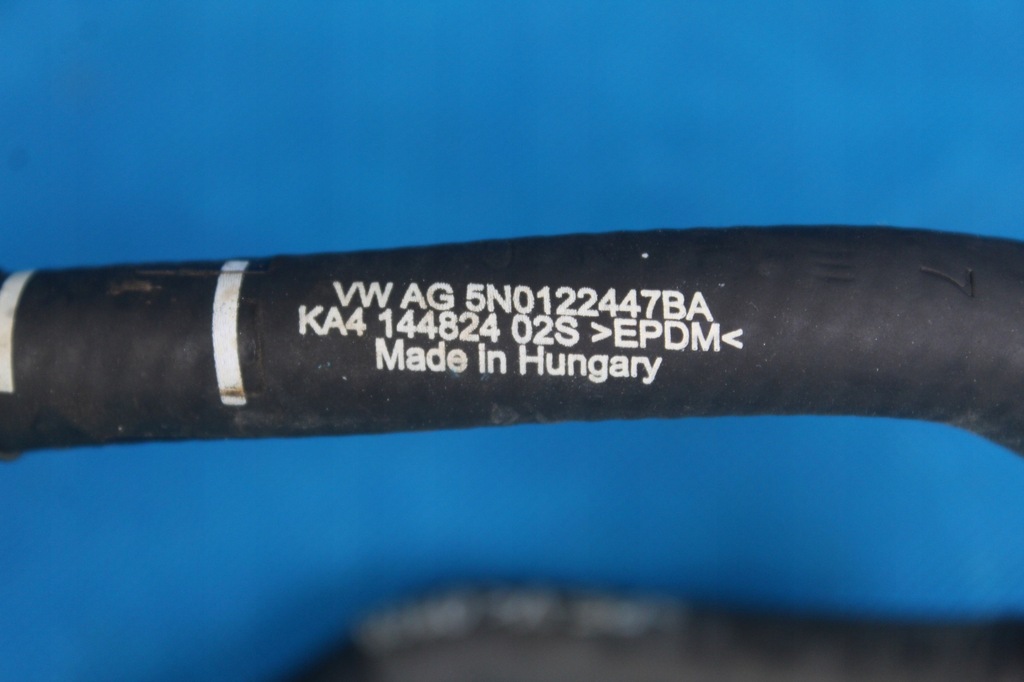 VW AG 5N0122447BA
KA4 144824 02S >EPDM<
Made in Hungary